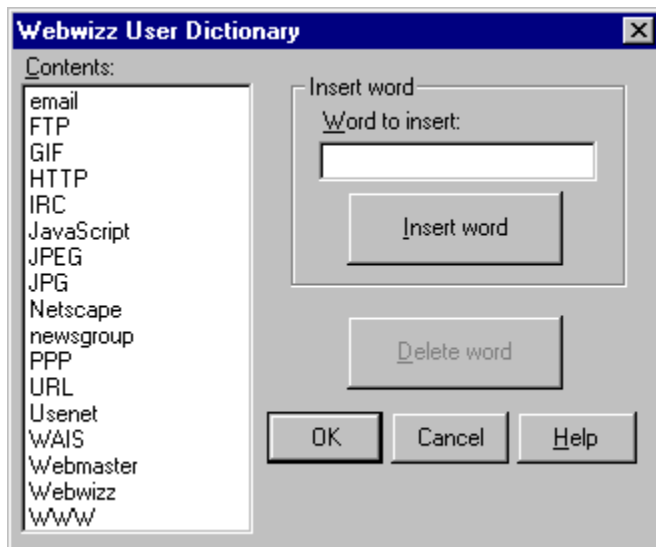 Webwizz User Dictionary
Contents:
email
FTP
GIF
HTTP
IRC
JavaScript
JPEG
JPG
Netscape
newsgroup
PPP
URL
Usenet
WAIS
Webmaster
Webwizz
WWW
Insert word
Word to insert:
Insert word
Delete word
OK
Cancel
Help